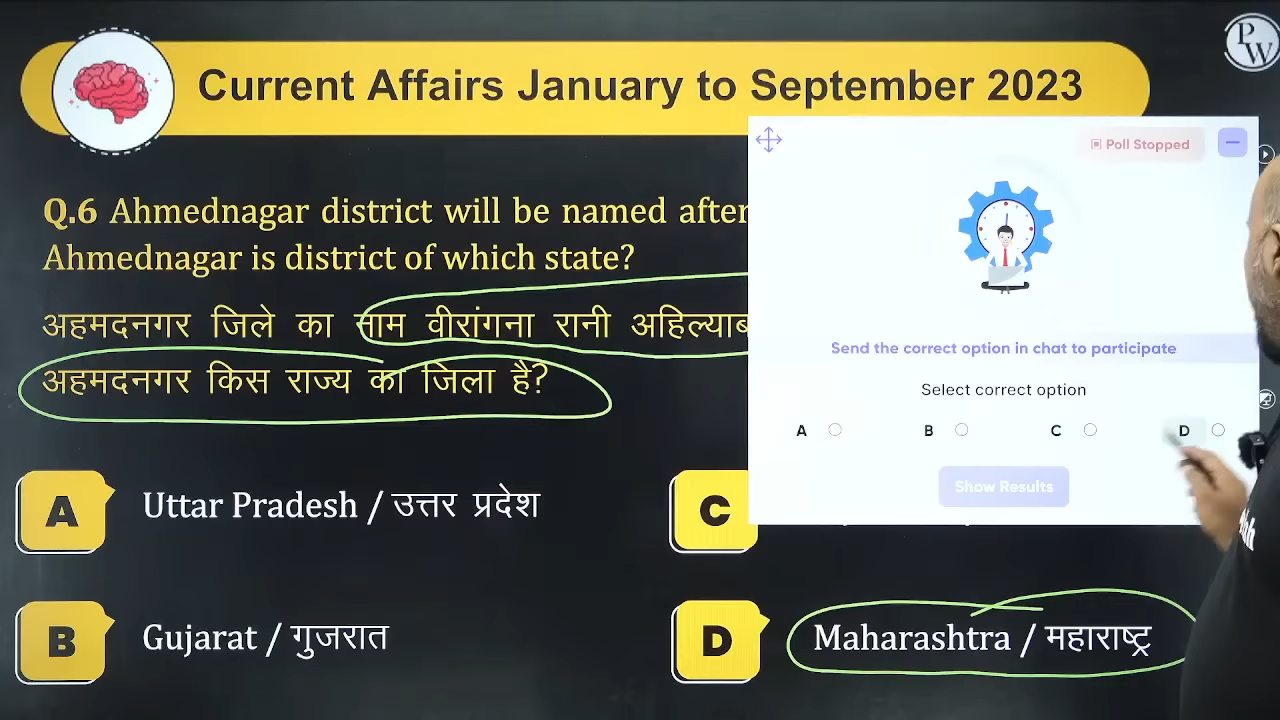 Current Affairs January to September 2023
PW
Poll Stopped
Q.6 Ahmednagar district will be named after
Ahmednagar is district of which state?
अहमदनगर जिले का नाम वीरांगना रानी
अहमदनगर किस राज्य का जिला है?
Send the correct option in chat to participate
Select correct option
A B C D
Show Results
A Uttar Pradesh / उत्तर प्रदेश
C
B Gujarat / गुजरात
D Maharashtra / महाराष्ट्र